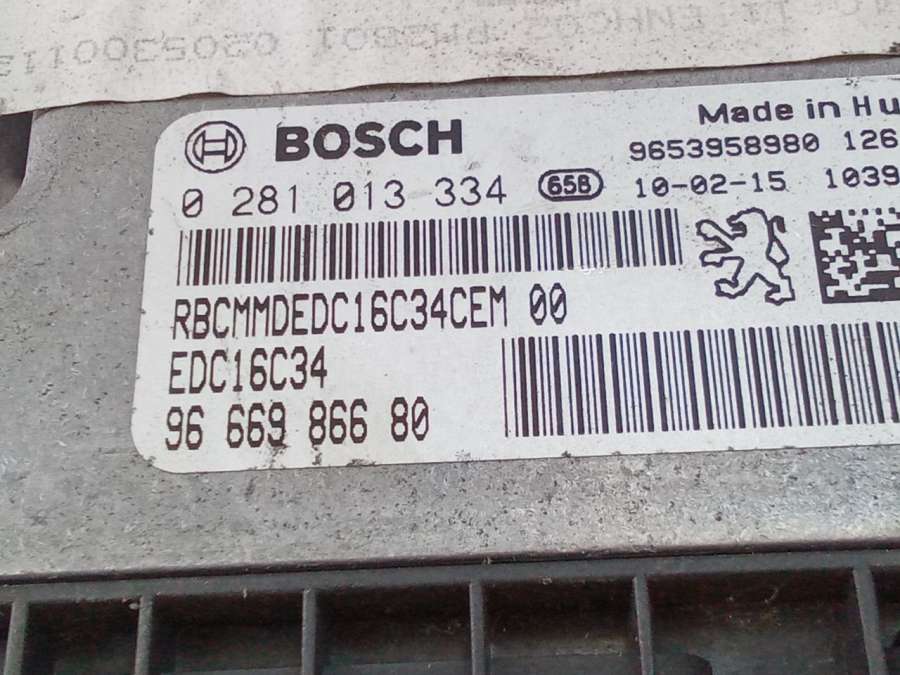 BOSCH
Made in Hu
9653958980 126
0 281 013 334
658
10-02-15 1039
RBCMMDEDC16C34CEM 00
EDC16C34
96 669 866 80